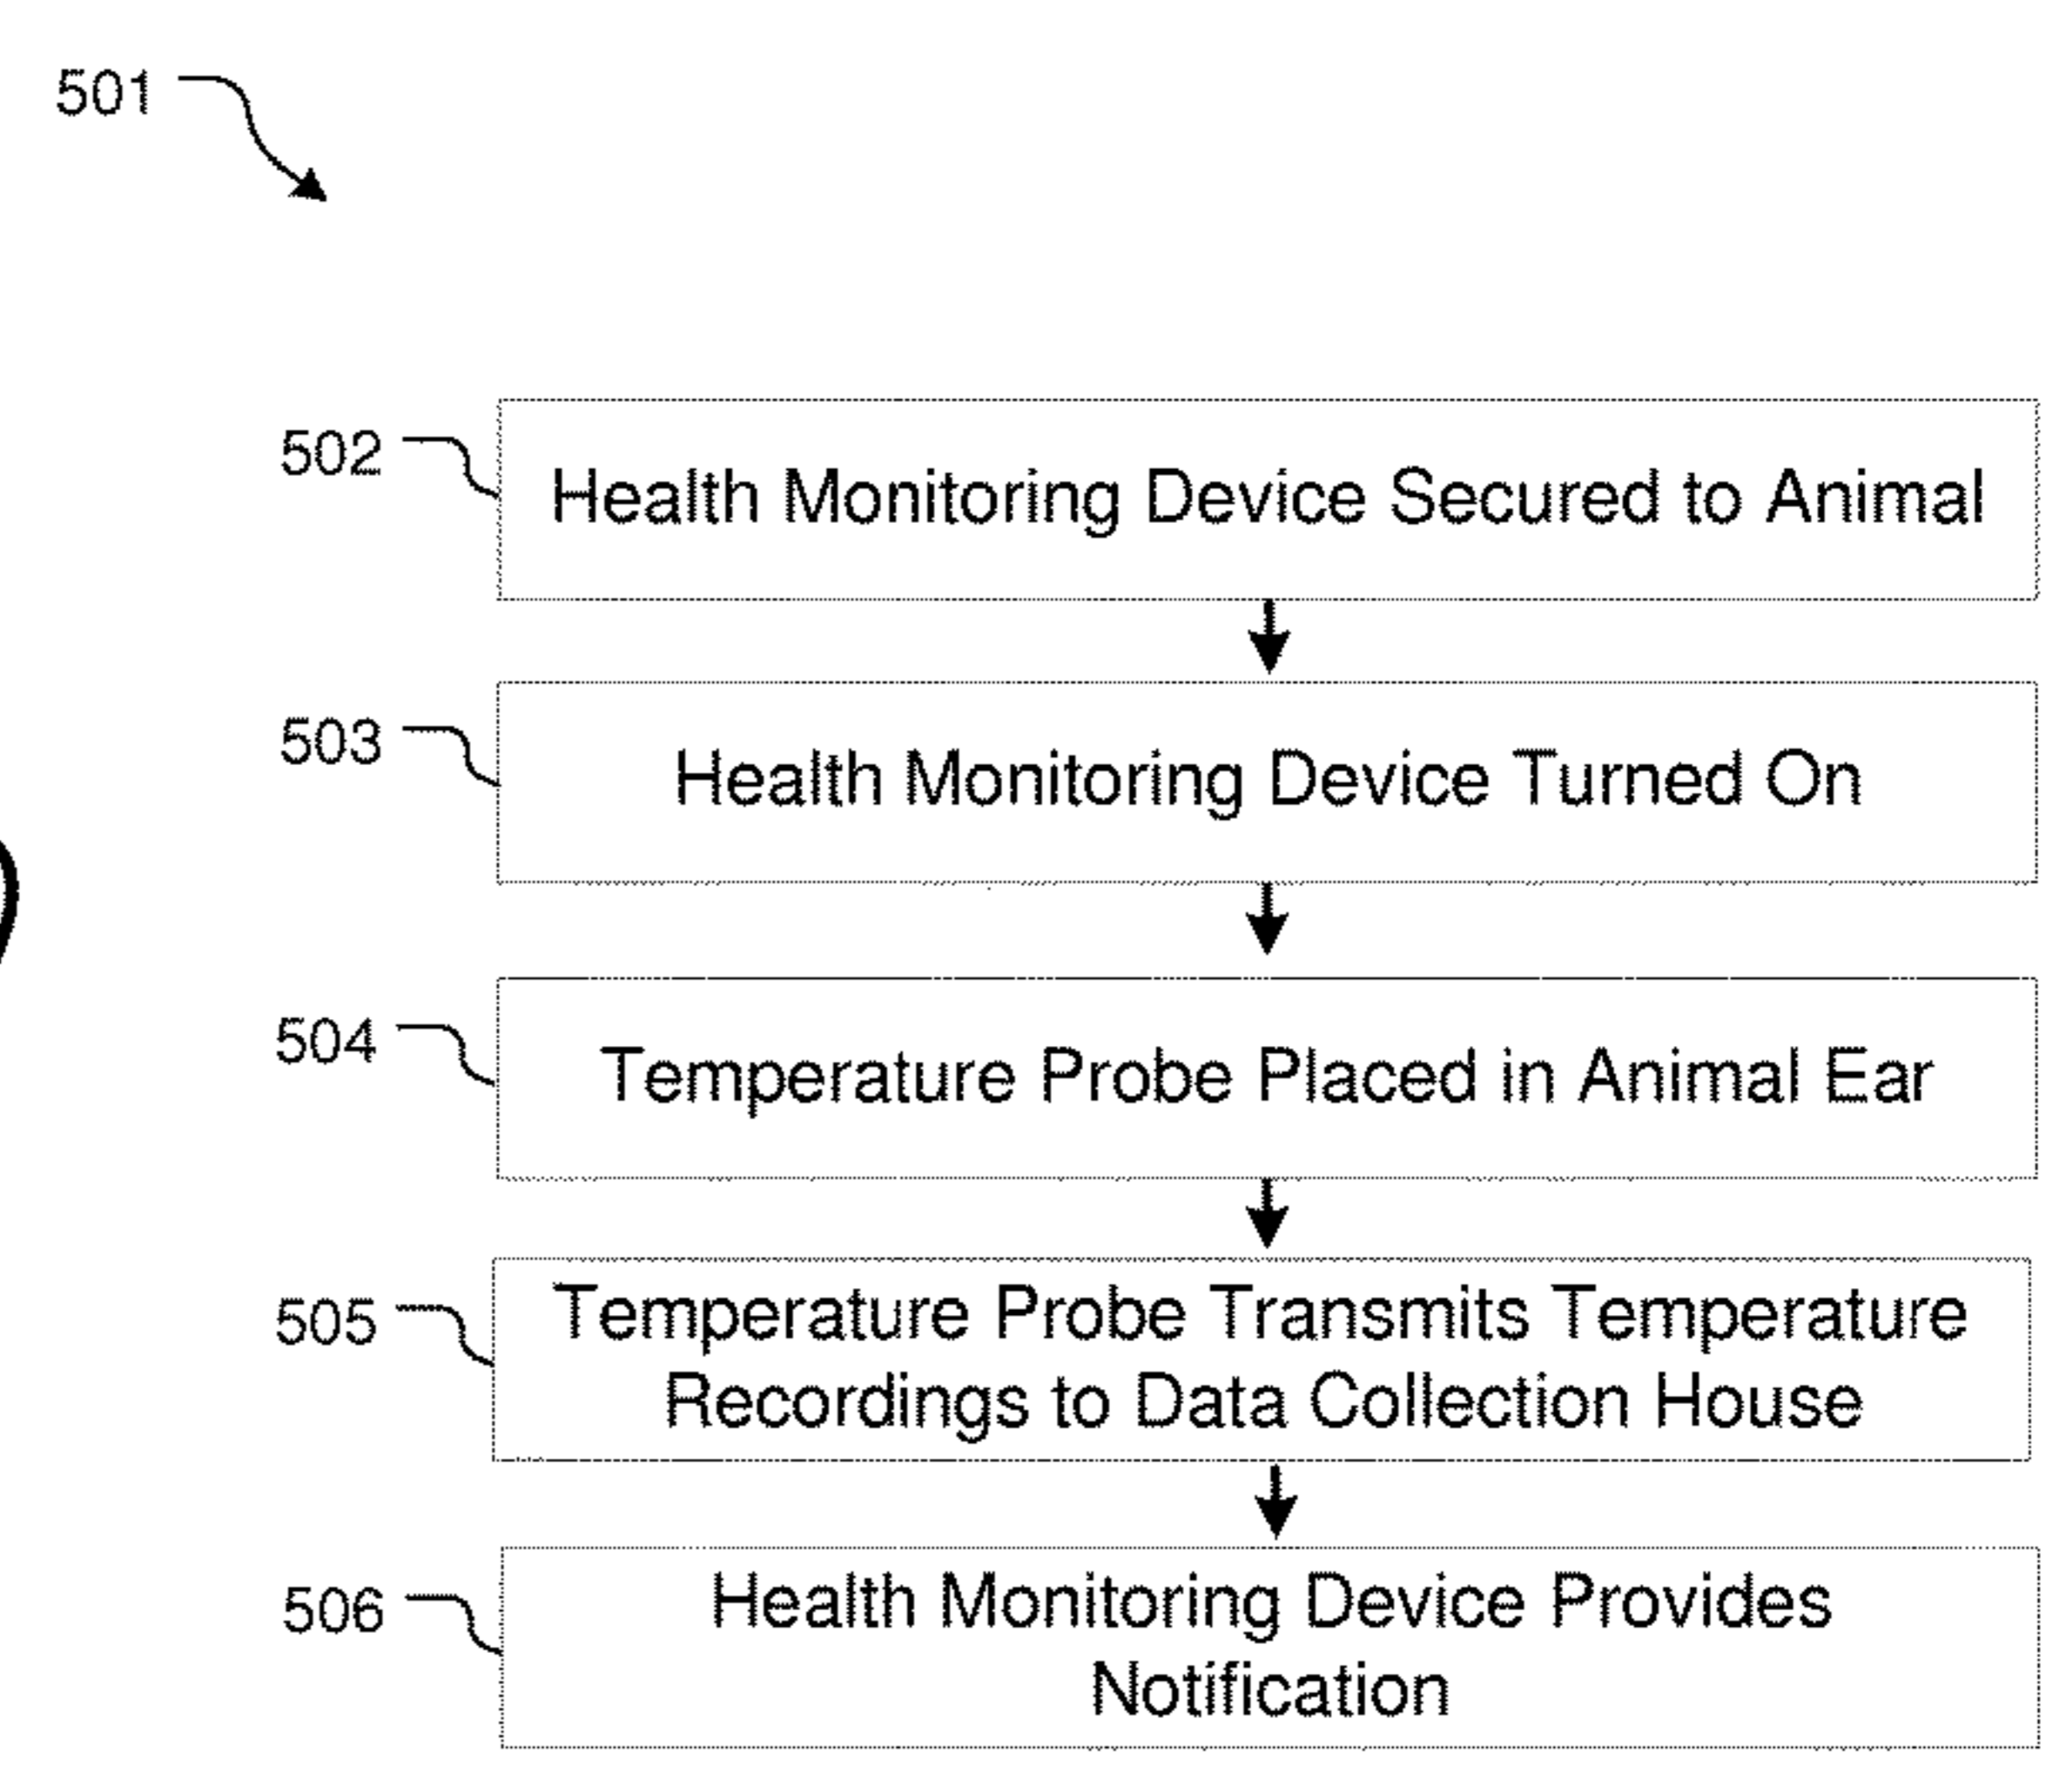 501
502
Health Monitoring Device Secured to Animal
503
Health Monitoring Device Turned On
504
Temperature Probe Placed in Animal Ear
505
Temperature Probe Transmits Temperature
Recordings to Data Collection House
506
Health Monitoring Device Provides
Notification